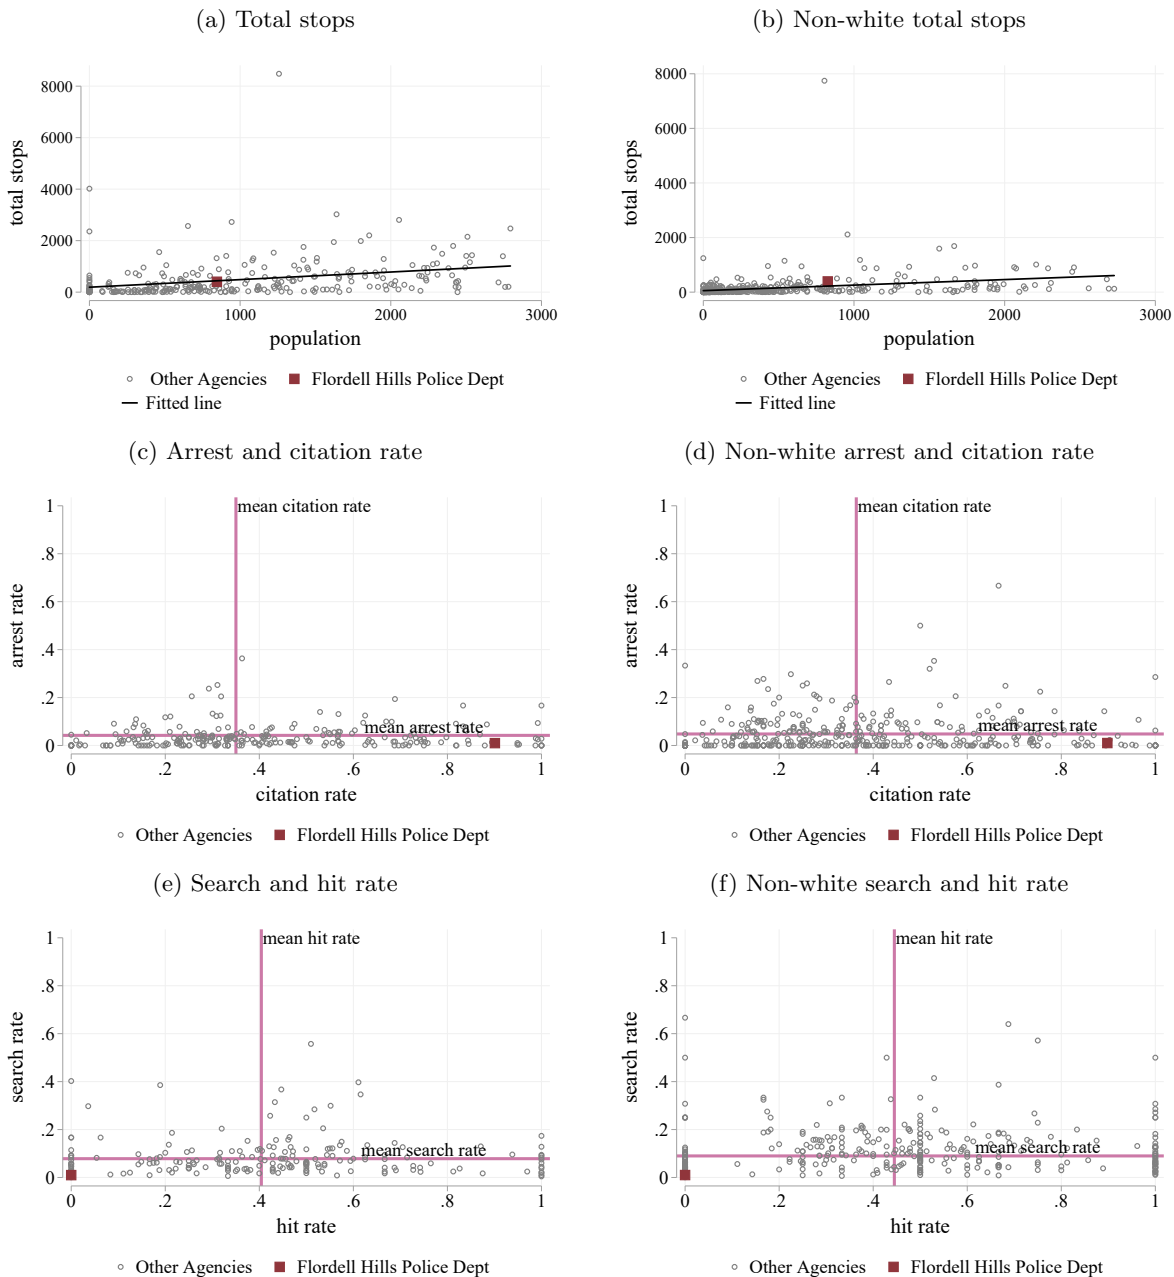 (a) Total stops
(b) Non-white total stops
8000
6000
4000
2000
0
total stops
0 1000 2000 3000
population
Other Agencies Flordell Hills Police Dept
Fitted line
8000
6000
4000
2000
0
total stops
0 1000 2000 3000
population
Other Agencies Flordell Hills Police Dept
Fitted line
(c) Arrest and citation rate
(d) Non-white arrest and citation rate
mean citation rate
mean arrest rate
1
.8
.6
.4
.2
0
arrest rate
0 .2 .4 .6 .8 1
citation rate
Other Agencies Flordell Hills Police Dept
mean citation rate
mean arrest rate
1
.8
.6
.4
.2
0
arrest rate
0 .2 .4 .6 .8 1
citation rate
Other Agencies Flordell Hills Police Dept
(e) Search and hit rate
(f) Non-white search and hit rate
mean hit rate
mean search rate
1
.8
.6
.4
.2
0
search rate
0 .2 .4 .6 .8 1
hit rate
Other Agencies Flordell Hills Police Dept
mean hit rate
mean search rate
1
.8
.6
.4
.2
0
search rate
0 .2 .4 .6 .8 1
hit rate
Other Agencies Flordell Hills Police Dept